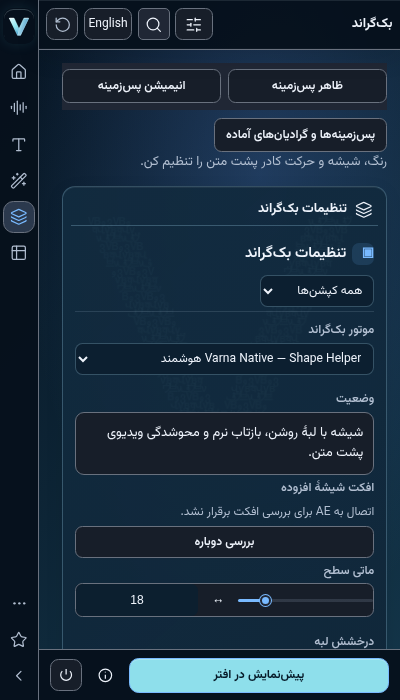 بک‌گراند
English
ظاهر پس‌زمینه
انیمیشن پس‌زمینه
پس‌زمینه‌ها و گرادیان‌های آماده
رنگ، شیشه و حرکت کادر پشت متن را تنظیم کن.
تنظیمات بک‌گراند
تنظیمات بک‌گراند
همه کپشن‌ها
موتور بک‌گراند
Varna Native — Shape Helper هوشمند
وضعیت
شیشه با لبهٔ روشن، بازتاب نرم و محوشدگی ویدیوی
پشت متن.
افکت شیشهٔ افزوده
اتصال به AE برای بررسی افکت برقرار نشد.
بررسی دوباره
ماتی سطح
18
درخشش لبه
پیش‌نمایش در افتر